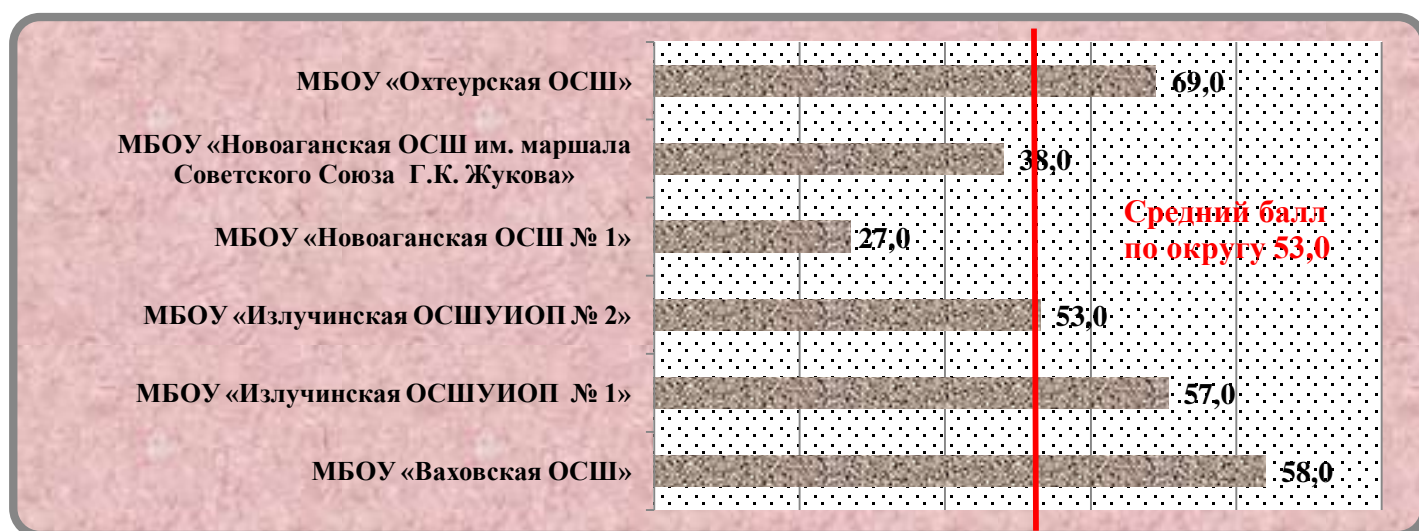 МБОУ «Охтеурская ОСШ»
69,0
МБОУ «Новоаганская ОСШ им. маршала
Советского Союза Г.К. Жукова»
38,0
МБОУ «Новоаганская ОСШ № 1»
27,0
Средний балл
по округу 53,0
МБОУ «Излучинская ОСШУИОП № 2»
53,0
МБОУ «Излучинская ОСШУИОП № 1»
57,0
МБОУ «Ваховская ОСШ»
58,0